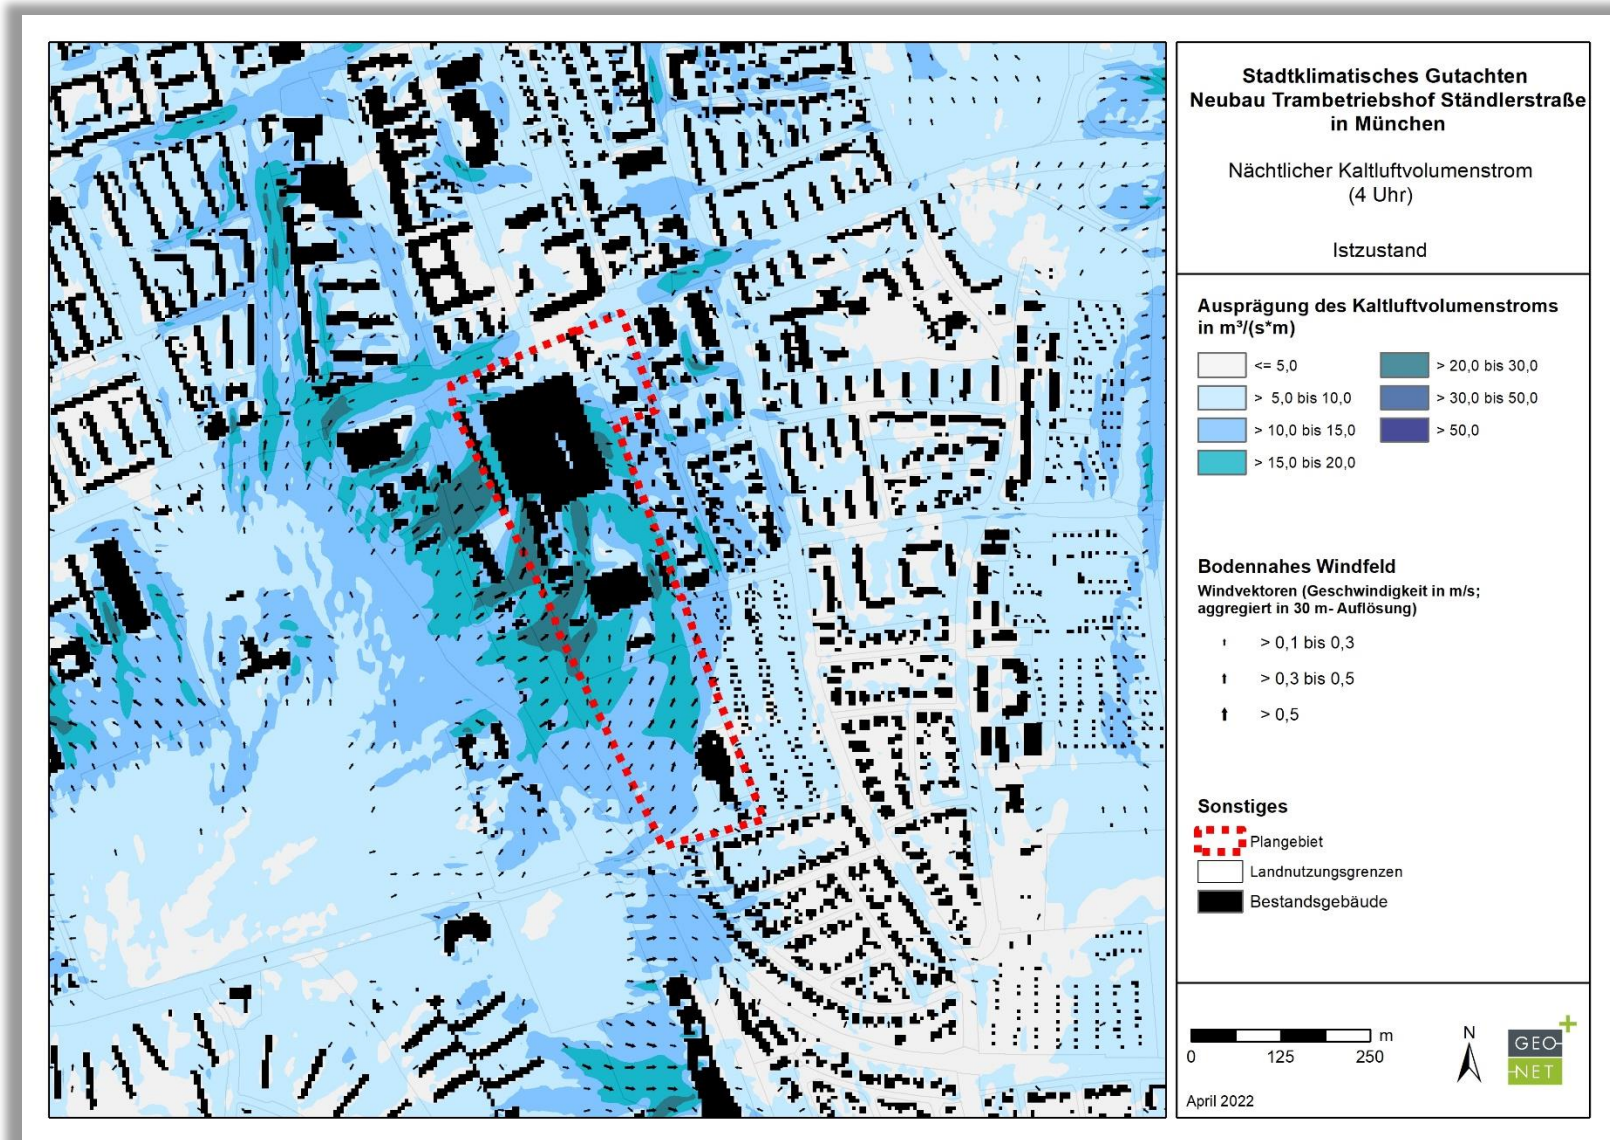 Stadtklimatisches Gutachten
Neubau Trambetriebshof Ständlerstraße
in München
Nächtlicher Kaltluftvolumenstrom
(4 Uhr)
Istzustand
Ausprägung des Kaltluftvolumenstroms
in m³/(s*m)
<= 5,0
> 5,0 bis 10,0
> 10,0 bis 15,0
> 15,0 bis 20,0
> 20,0 bis 30,0
> 30,0 bis 50,0
> 50,0
Bodennahes Windfeld
Windvektoren (Geschwindigkeit in m/s;
aggregiert in 30 m- Auflösung)
> 0,1 bis 0,3
> 0,3 bis 0,5
> 0,5
Sonstiges
Plangebiet
Landnutzungsgrenzen
Bestandsgebäude
m
0 125 250
N
GEO
NET
April 2022